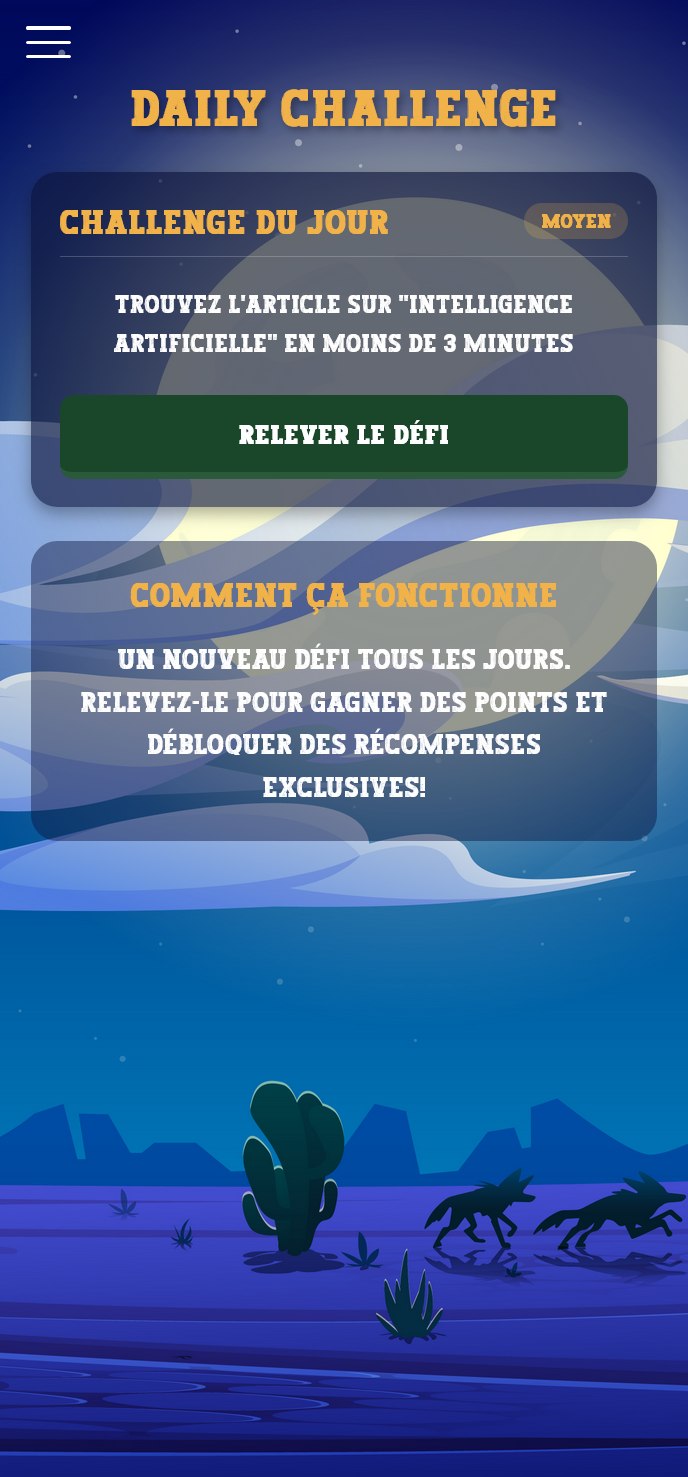 DAILY CHALLENGE
CHALLENGE DU JOUR
MOYEN
TROUVEZ L'ARTICLE SUR "INTELLIGENCE
ARTIFICIELLE" EN MOINS DE 3 MINUTES
RELEVER LE DÉFI
COMMENT ÇA FONCTIONNE
UN NOUVEAU DÉFI TOUS LES JOURS.
RELEVEZ-LE POUR GAGNER DES POINTS ET
DÉBLOQUER DES RÉCOMPENSES
EXCLUSIVES!